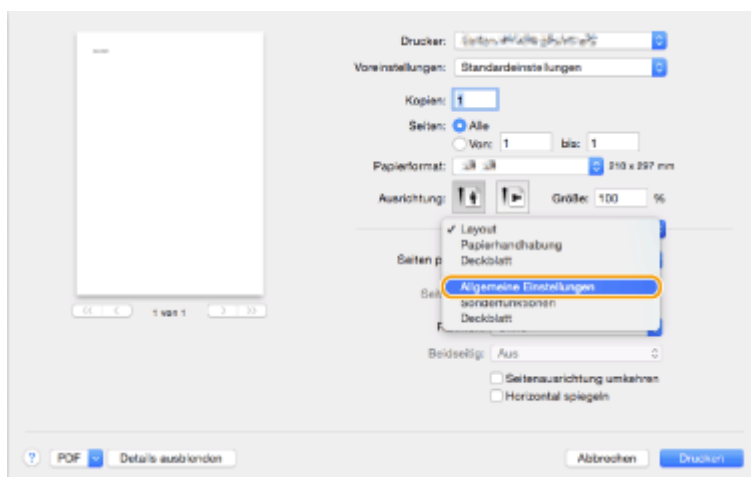 Drucker:
Voreinstellungen: Standardeinstellungen
Kopien: 1
Seiten: Alle
Von: 1 bis: 1
Papierformat: 210 x 297 mm
Ausrichtung: Größe: 100 %
✓ Layout
Papierhandhabung
Deckblatt
Seiten p
Allgemeine Einstellungen
Seit
Sonderfunktionen
Deckblatt
1 von 1
Beidseitig: Aus
Seitenausrichtung umkehren
Horizontal spiegeln
? PDF Details ausblenden Abbrechen Drucken